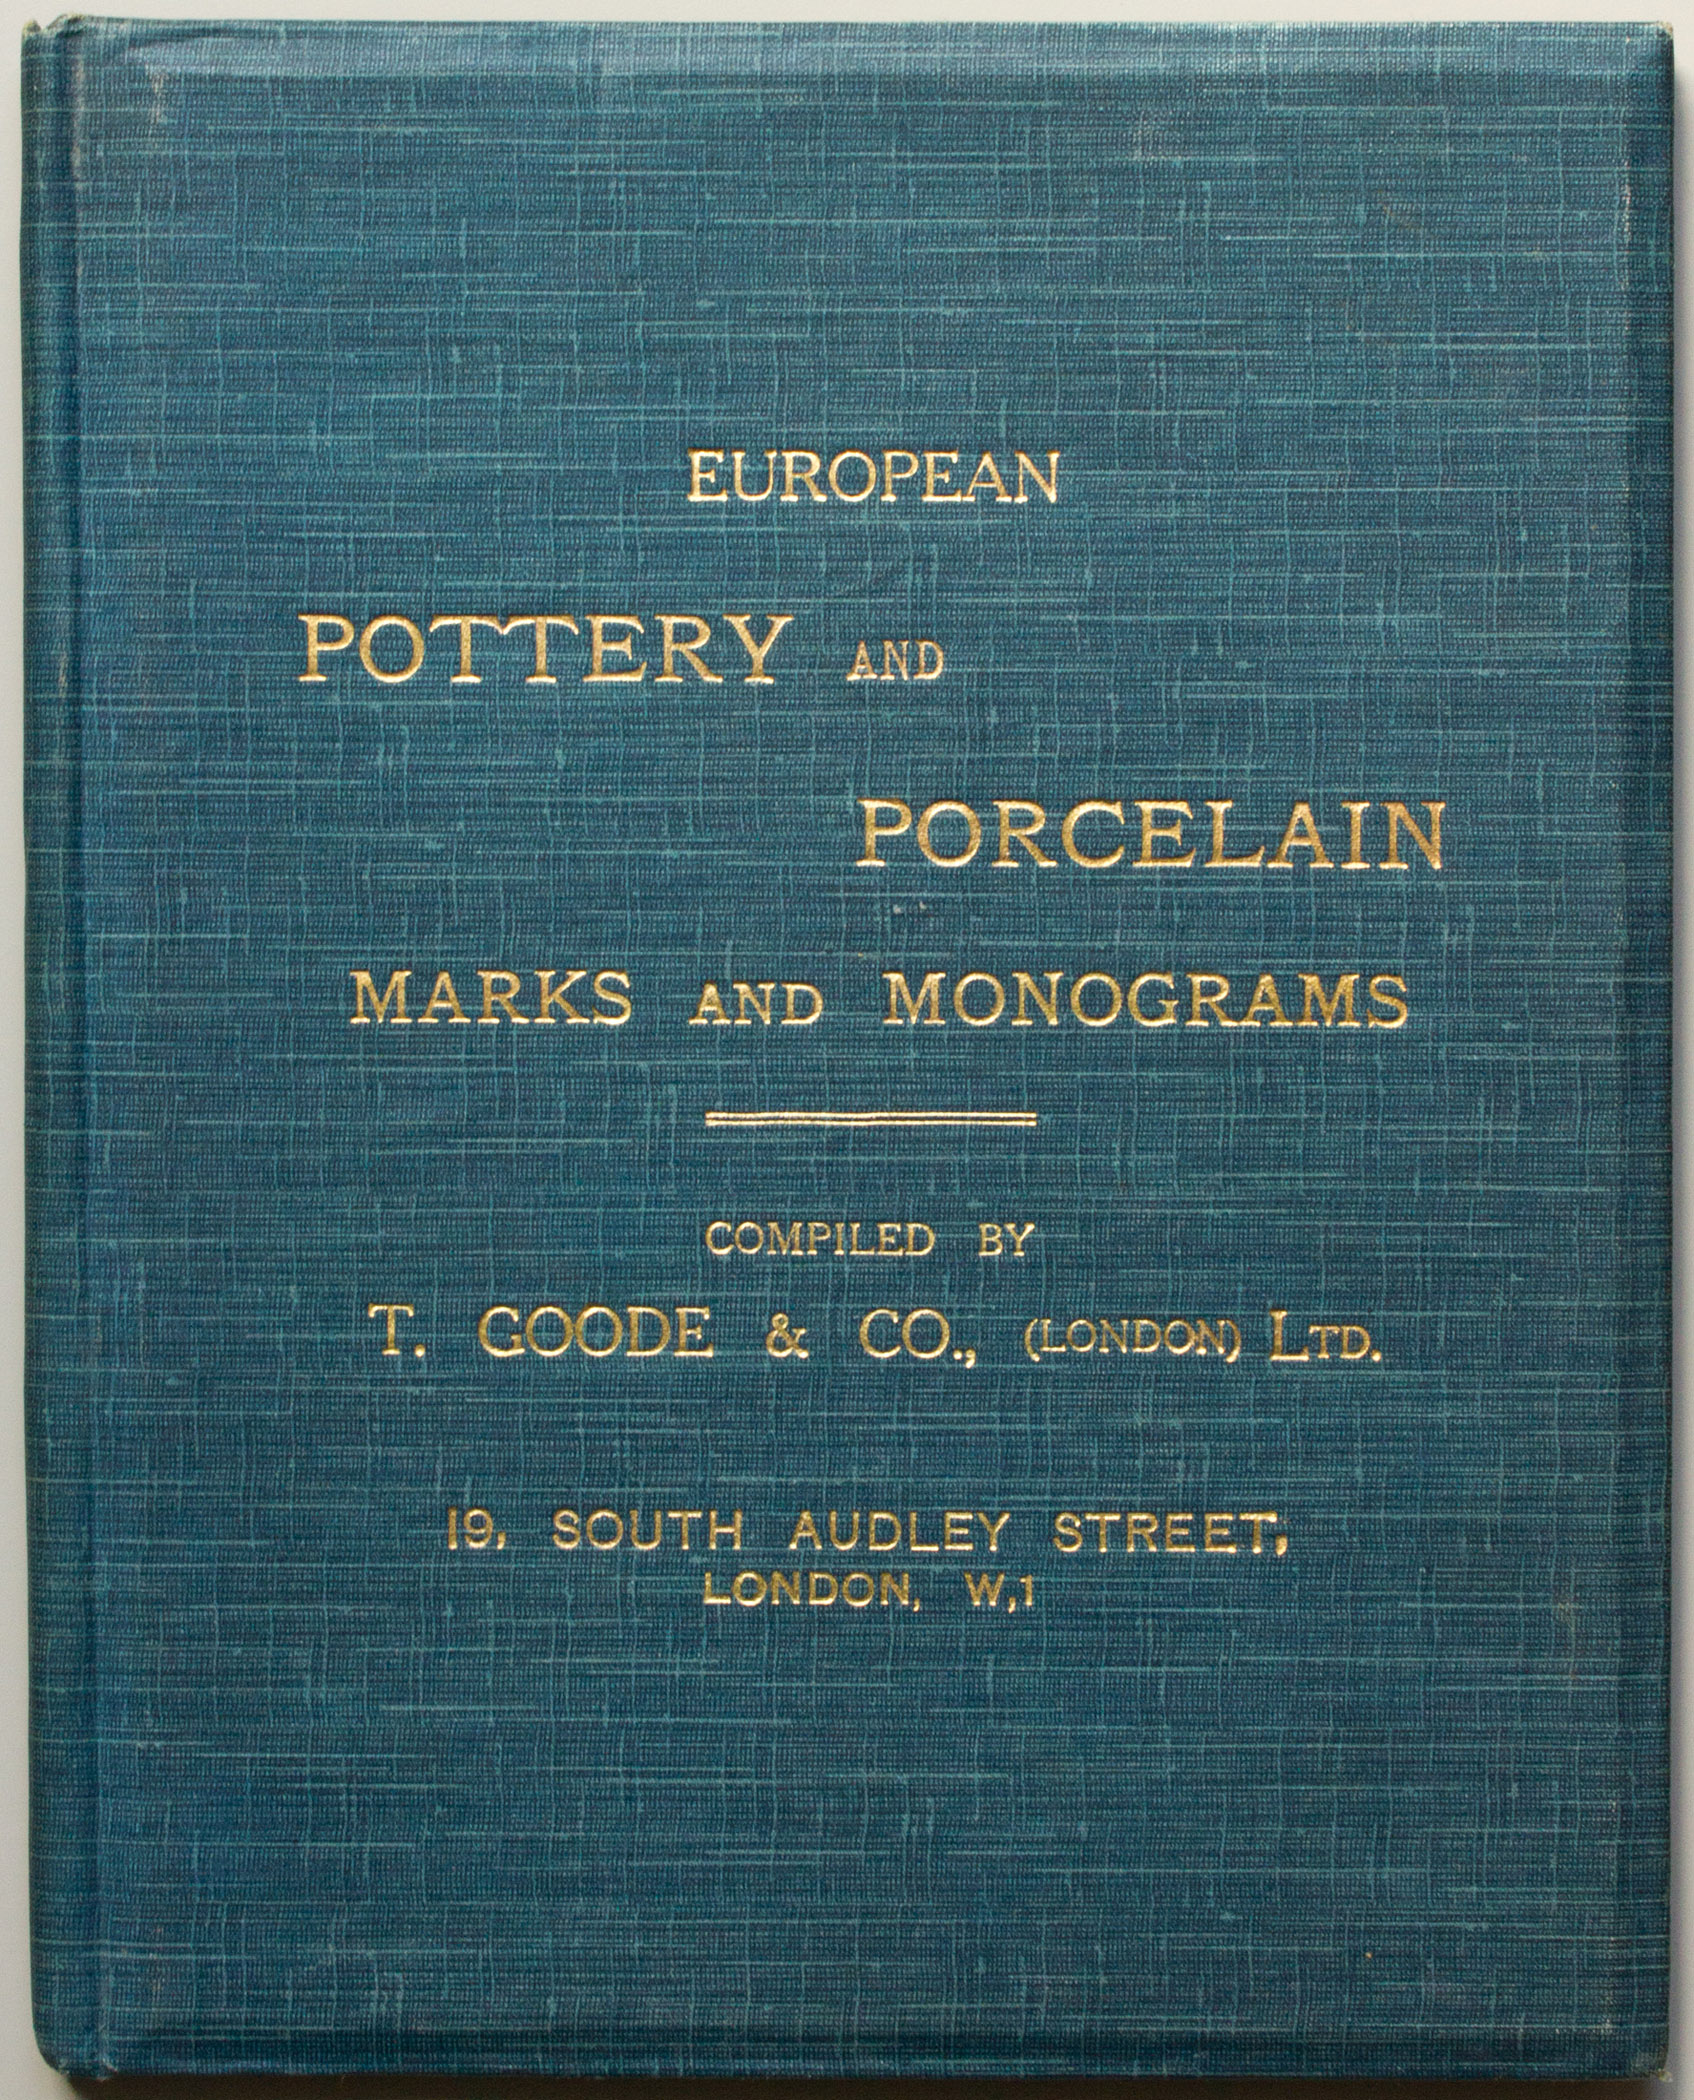 EUROPEAN
POTTERY AND
PORCELAIN
MARKS AND MONOGRAMS
COMPILED BY
T. GOODE & CO., (LONDON) LTD.
19, SOUTH AUDLEY STREET,
LONDON, W,1